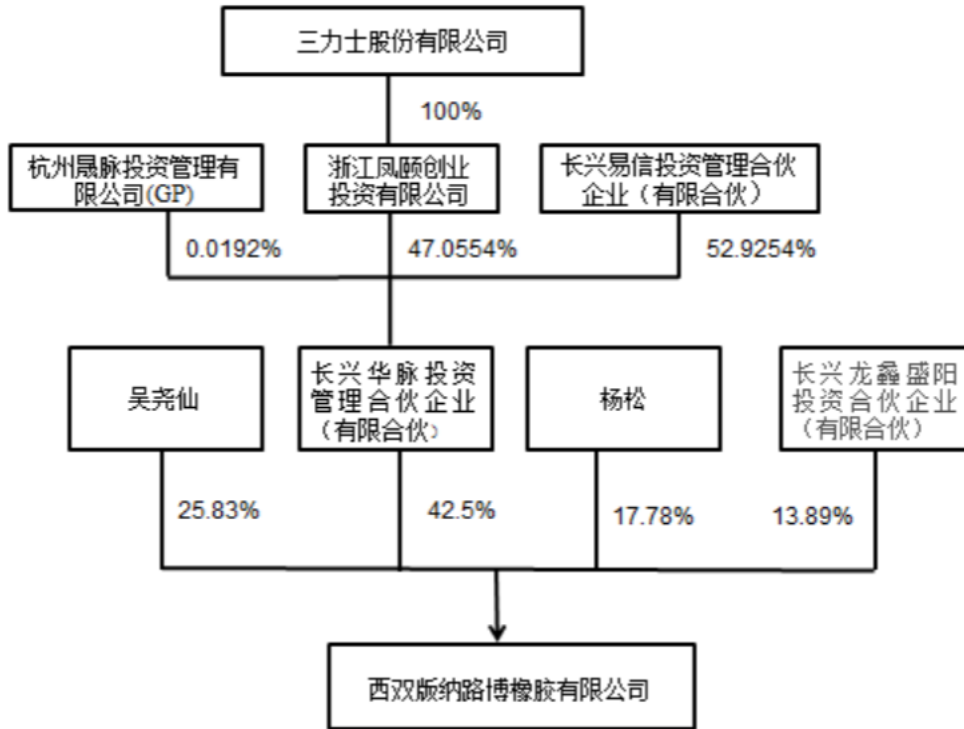 三力士股份有限公司
100%
杭州晟脉投资管理有
限公司(GP)
浙江凤颐创业
投资有限公司
长兴易信投资管理合伙
企业（有限合伙）
0.0192%
47.0554%
52.9254%
吴尧仙
长兴华脉投资
管理合伙企业
（有限合伙）
杨松
长兴龙鑫盛阳
投资合伙企业
（有限合伙）
25.83%
42.5%
17.78%
13.89%
西双版纳路博橡胶有限公司